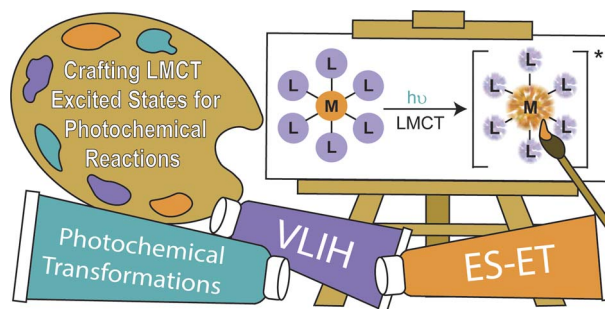 Crafting LMCT
Excited States for
Photochemical
Reactions
L
L
L
M
L
L
L
hυ
LMCT
*
L
L
L
M
L
L
L
Photochemical
Transformations
VLIH
ES-ET